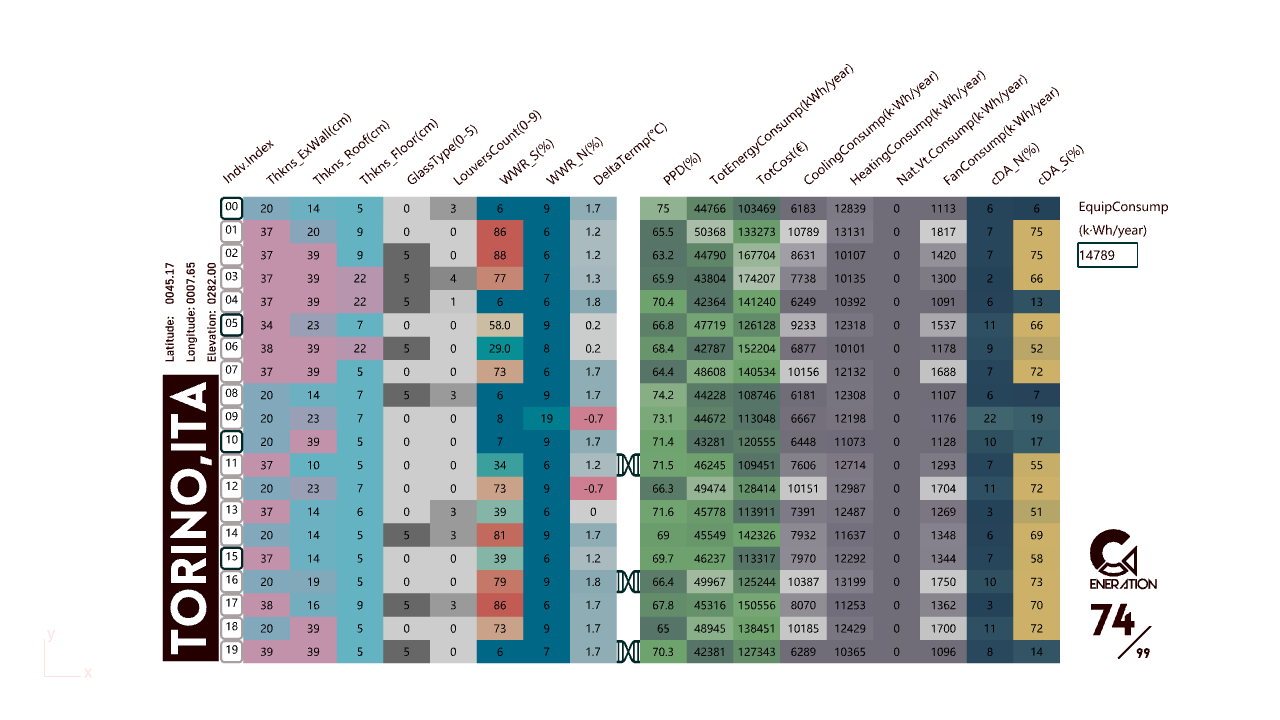 Indv.Index Thkns_ExWall(cm) Thkns_Roof(cm) Thkns_Floor(cm) GlassType(0-5) LouversCount(0-9) WWR_S(%) WWR_N(%) DeltaTermp(°C) PPD(%) TotEnergyConsump(kWh/year) TotCost(€) CoolingConsump(k·Wh/year) HeatingConsump(k·Wh/year) Nat.Vt.Consump(k·Wh/year) FanConsump(k·Wh/year) cDA_N(%) cDA_S(%)
00 20 14 5 0 3 6 9 1.7 75 44766 103469 6183 12839 0 1113 6 6
01 37 20 9 0 0 86 6 1.2 65.5 50368 133273 10789 13131 0 1817 7 75
02 37 39 9 5 0 88 6 1.2 63.2 44790 167704 8631 10107 0 1420 7 75
03 37 39 22 5 4 77 7 1.3 65.9 43804 174207 7738 10135 0 1300 2 66
04 37 39 22 5 1 6 6 1.8 70.4 42364 141240 6249 10392 0 1091 6 13
05 34 23 7 0 0 58.0 9 0.2 66.8 47719 126128 9233 12318 0 1537 11 66
06 38 39 22 5 0 29.0 8 0.2 68.4 42787 152204 6877 10101 0 1178 9 52
07 37 39 5 0 0 73 6 1.7 64.4 48608 140534 10156 12132 0 1688 7 72
08 20 14 7 5 3 6 9 1.7 74.2 44228 108746 6181 12308 0 1107 6 7
09 20 23 7 0 0 8 19 -0.7 73.1 44672 113048 6667 12198 0 1176 22 19
10 20 39 5 0 0 7 9 1.7 71.4 43281 120555 6448 11073 0 1128 10 17
11 37 10 5 0 0 34 6 1.2 71.5 46245 109451 7606 12714 0 1293 7 55
12 20 23 7 0 0 73 9 -0.7 66.3 49474 128414 10151 12987 0 1704 11 72
13 37 14 6 0 3 39 6 0 71.6 45778 113911 7391 12487 0 1269 3 51
14 20 14 5 5 3 81 9 1.7 69 45549 142326 7932 11637 0 1348 6 69
15 37 14 5 0 0 39 6 1.2 69.7 46237 113317 7970 12292 0 1344 7 58
16 20 19 5 0 0 79 9 1.8 66.4 49967 125244 10387 13199 0 1750 10 73
17 38 16 9 5 3 86 6 1.7 67.8 45316 150556 8070 11253 0 1362 3 70
18 20 39 5 0 0 73 9 1.7 65 48945 138451 10185 12429 0 1700 11 72
19 39 39 5 5 0 6 7 1.7 70.3 42381 127343 6289 10365 0 1096 8 14
Latitude: 0045.17
Longitude: 0007.65
Elevation: 0282.00
TORINO,ITA
EquipConsump
(k·Wh/year)
14789
ENERATION
74/99
y
x